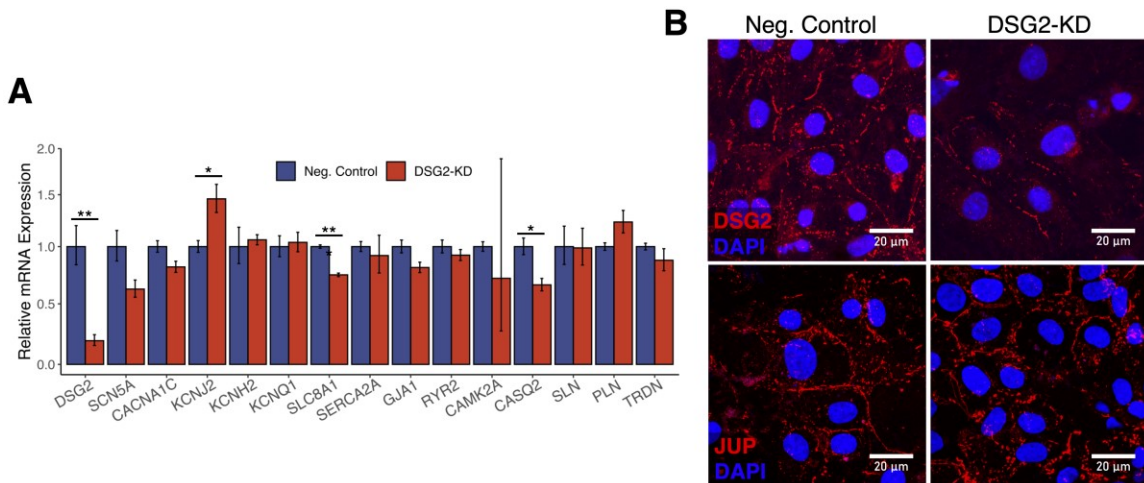 A
Relative mRNA Expression
2.0
1.5
1.0
0.5
0.0
Neg. Control
DSG2-KD
**
*
**
*
*
DSG2
SCN5A
CACNA1C
KCNJ2
KCNH2
KCNQ1
SLC8A1
SERCA2A
GJA1
RYR2
CAMK2A
CASQ2
SLN
PLN
TRDN
B
Neg. Control
DSG2-KD
DSG2
DAPI
20 µm
20 µm
JUP
DAPI
20 µm
20 µm